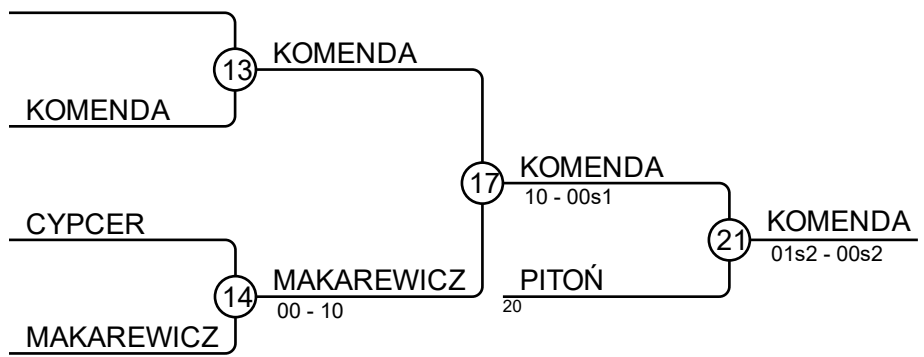 KOMENDA
13
KOMENDA
KOMENDA
17
10 - 00s1
KOMENDA
21
01s2 - 00s2
CYPCER
MAKAREWICZ
14
00 - 10
PITOŃ
20
MAKAREWICZ